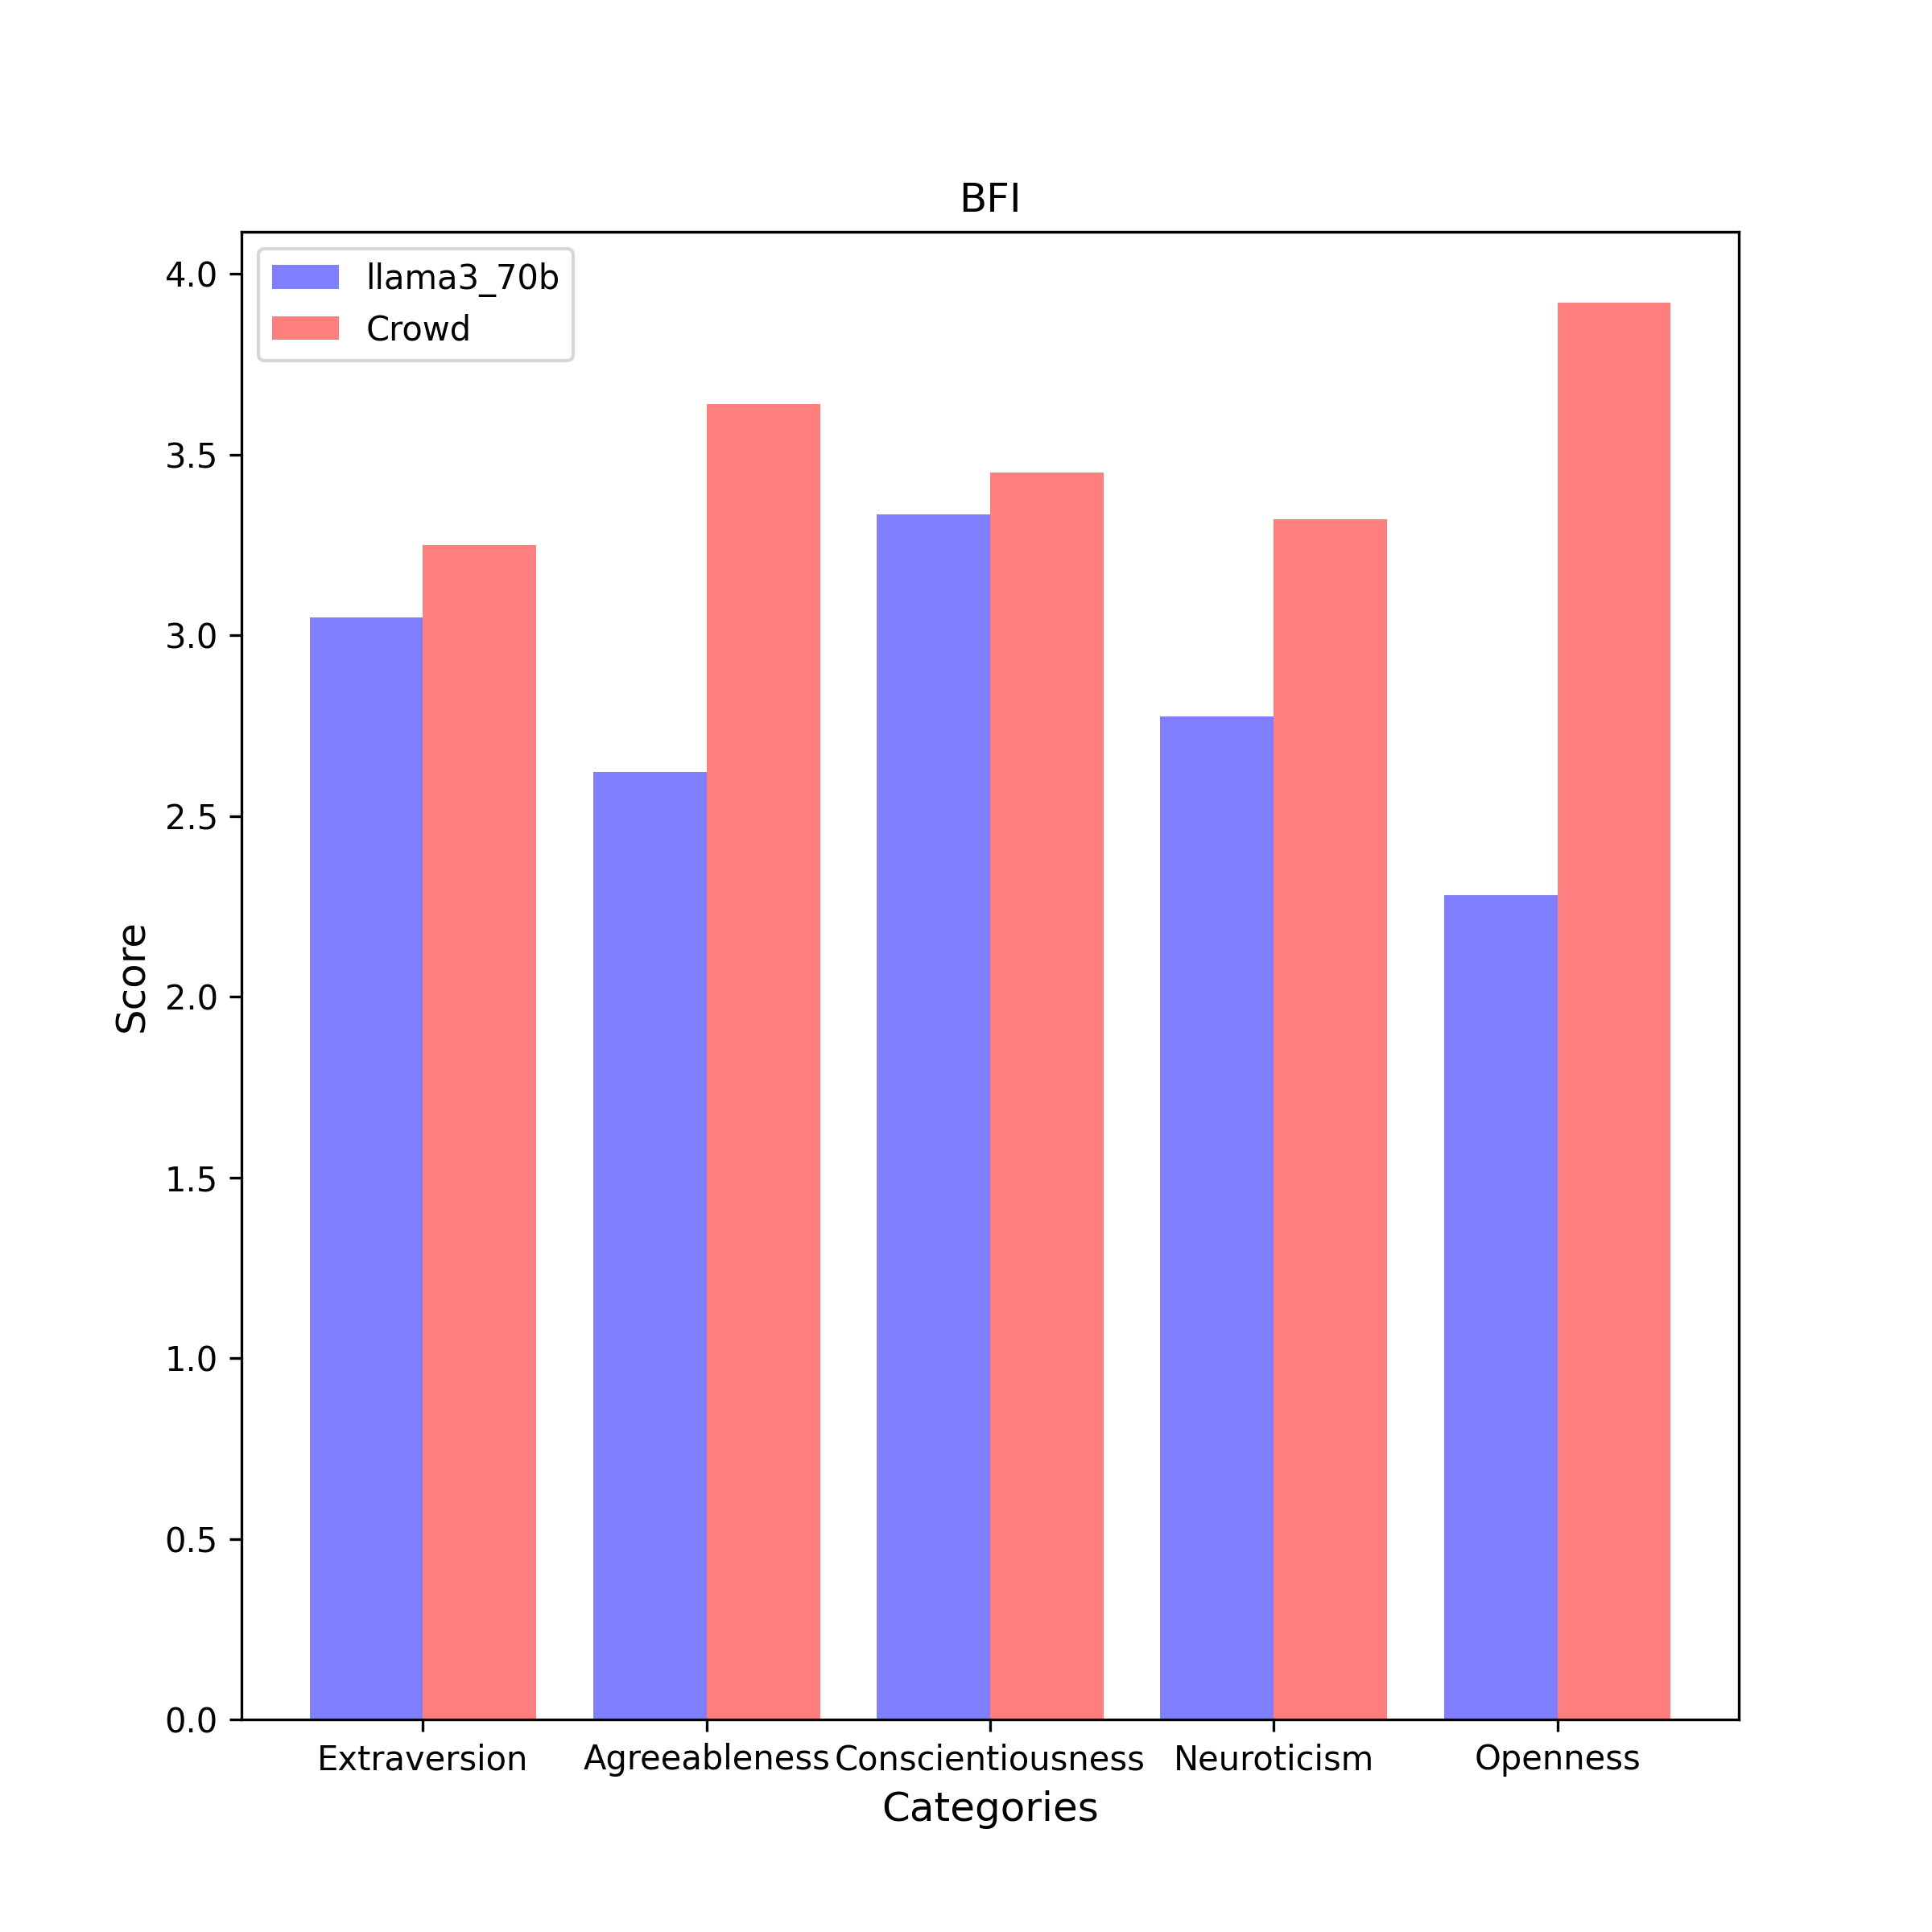 BFI
llama3_70b
Crowd
4.0
3.5
3.0
2.5
2.0
1.5
1.0
0.5
0.0
Score
Extraversion Agreeableness Conscientiousness Neuroticism Openness
Categories